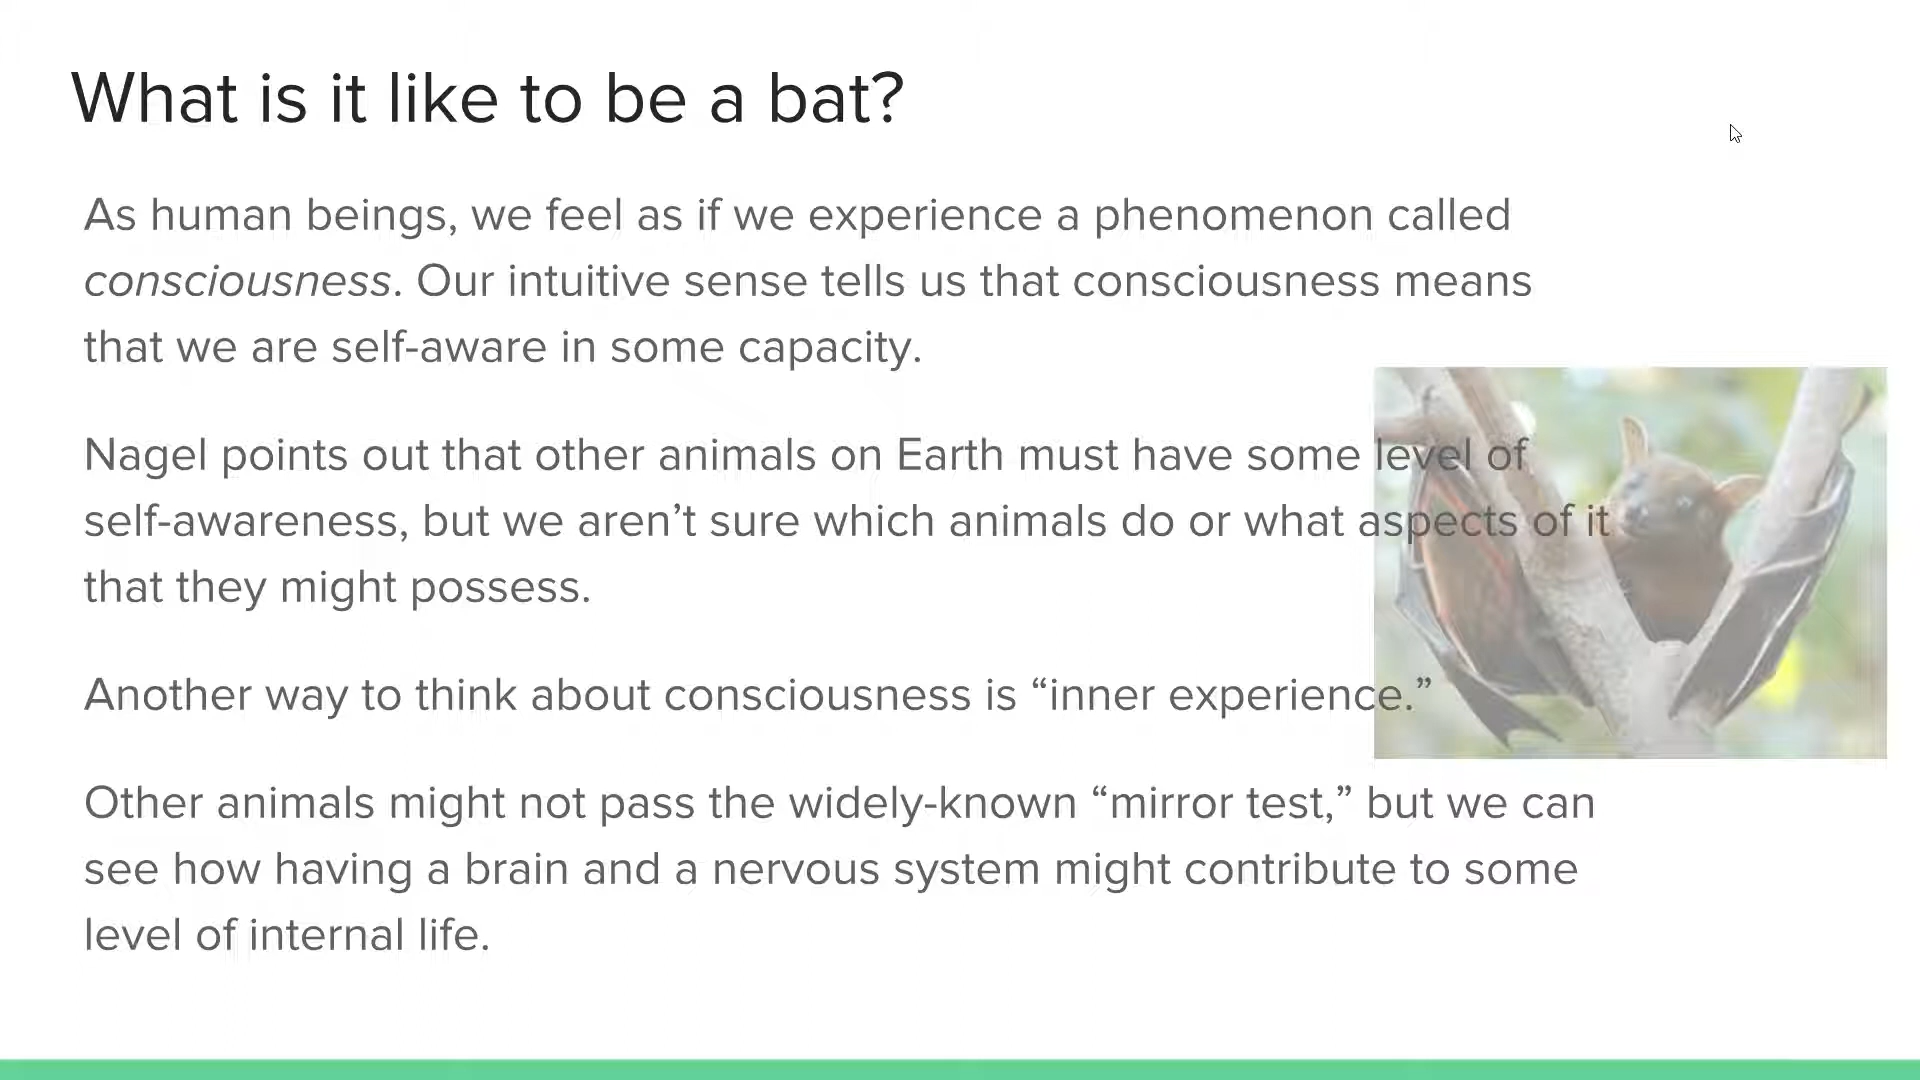 What is it like to be a bat?
As human beings, we feel as if we experience a phenomenon called
consciousness. Our intuitive sense tells us that consciousness means
that we are self-aware in some capacity.
Nagel points out that other animals on Earth must have some level of
self-awareness, but we aren’t sure which animals do or what aspects of it
that they might possess.
Another way to think about consciousness is “inner experience.”
Other animals might not pass the widely-known “mirror test,” but we can
see how having a brain and a nervous system might contribute to some
level of internal life.